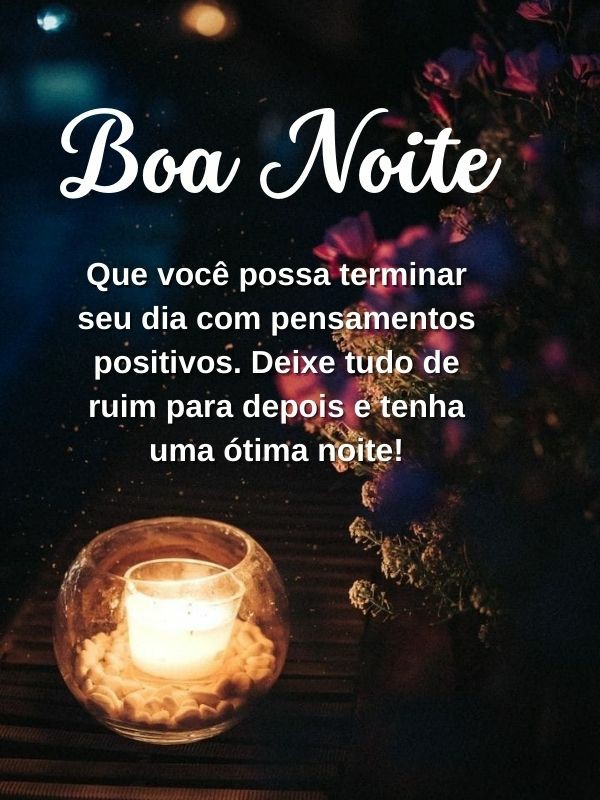 Boa Noite
Que você possa terminar
seu dia com pensamentos
positivos. Deixe tudo de
ruim para depois e tenha
uma ótima noite!